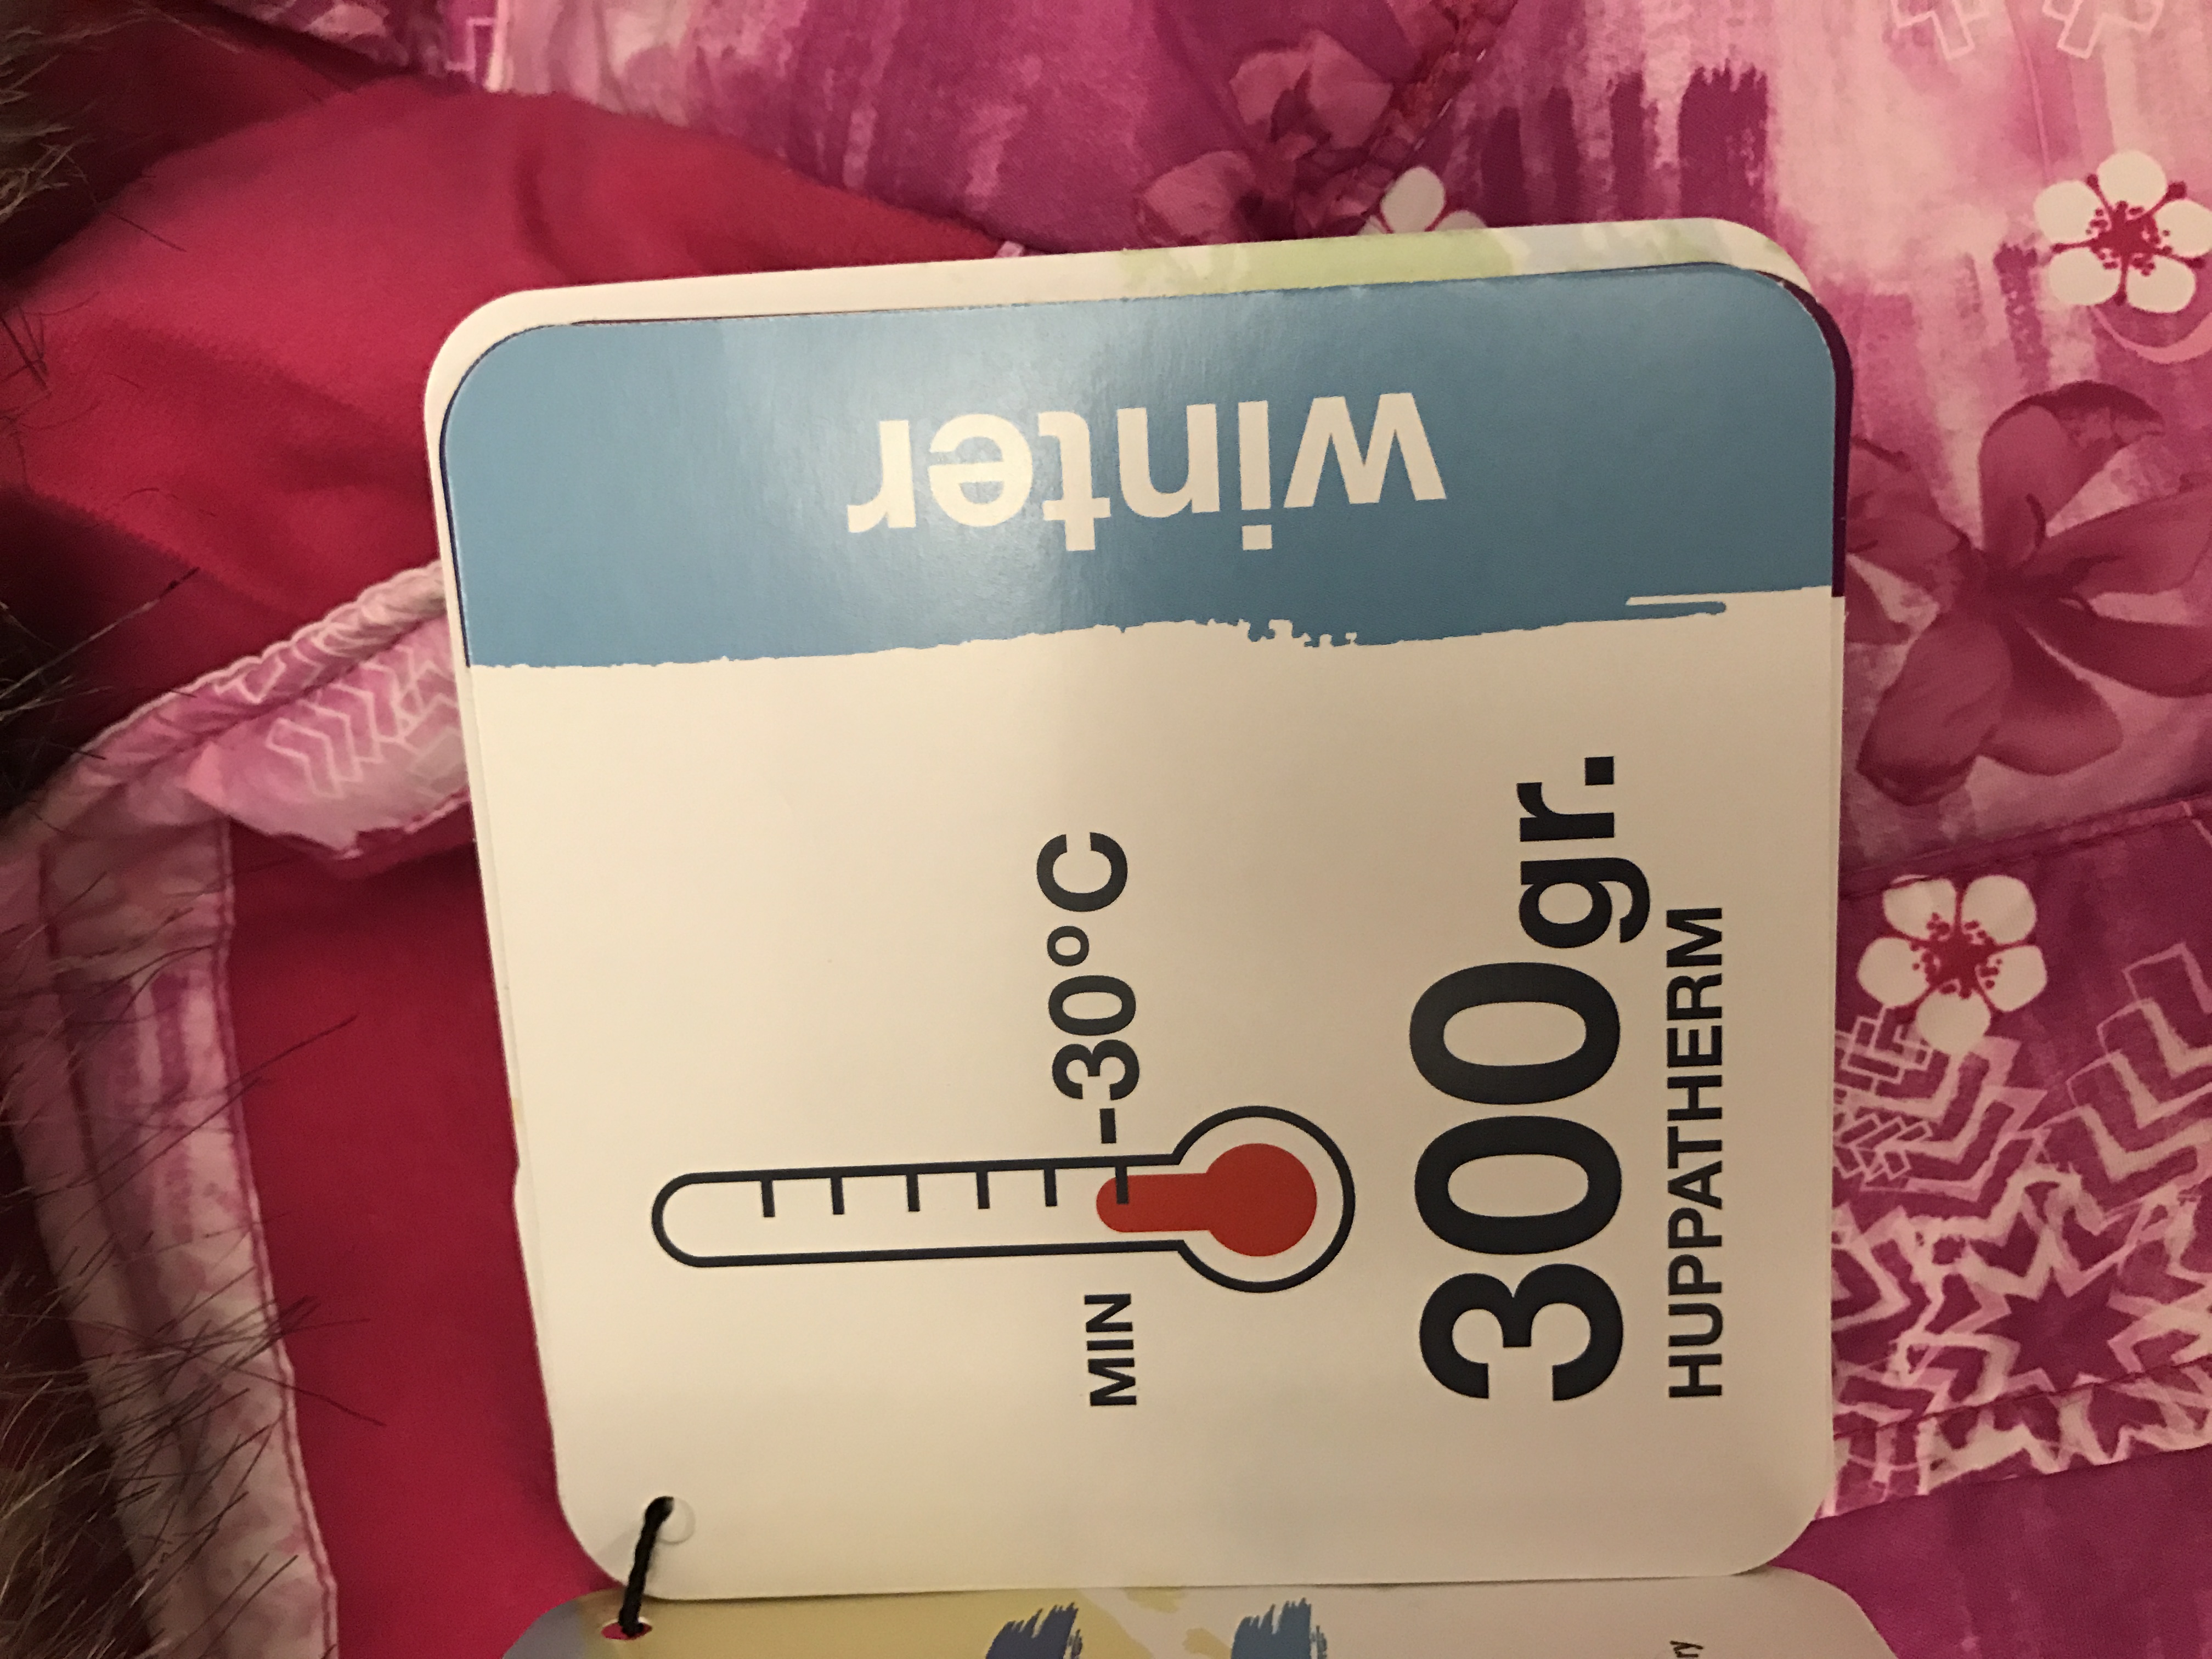 winter
MIN -30°C
300gr.
HUPPATHERM